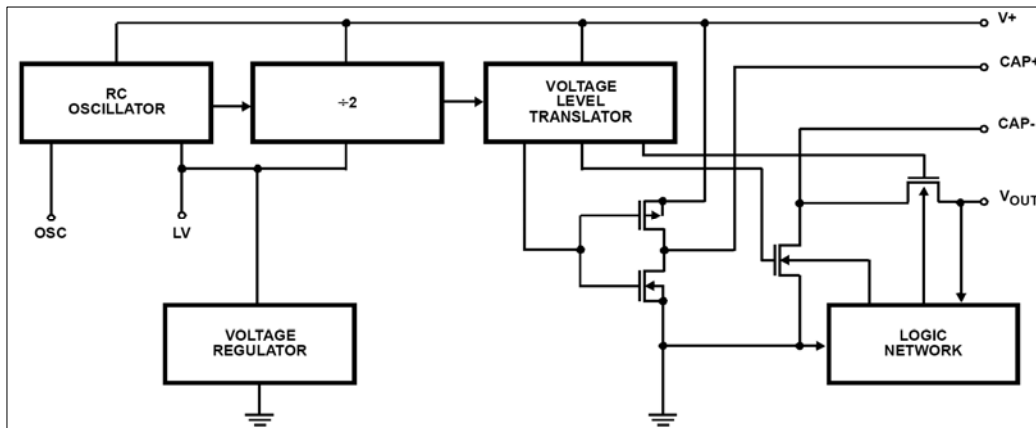 V+
CAP+
CAP-
RC
OSCILLATOR
÷2
VOLTAGE
LEVEL
TRANSLATOR
OSC
LV
VOUT
VOLTAGE
REGULATOR
LOGIC
NETWORK